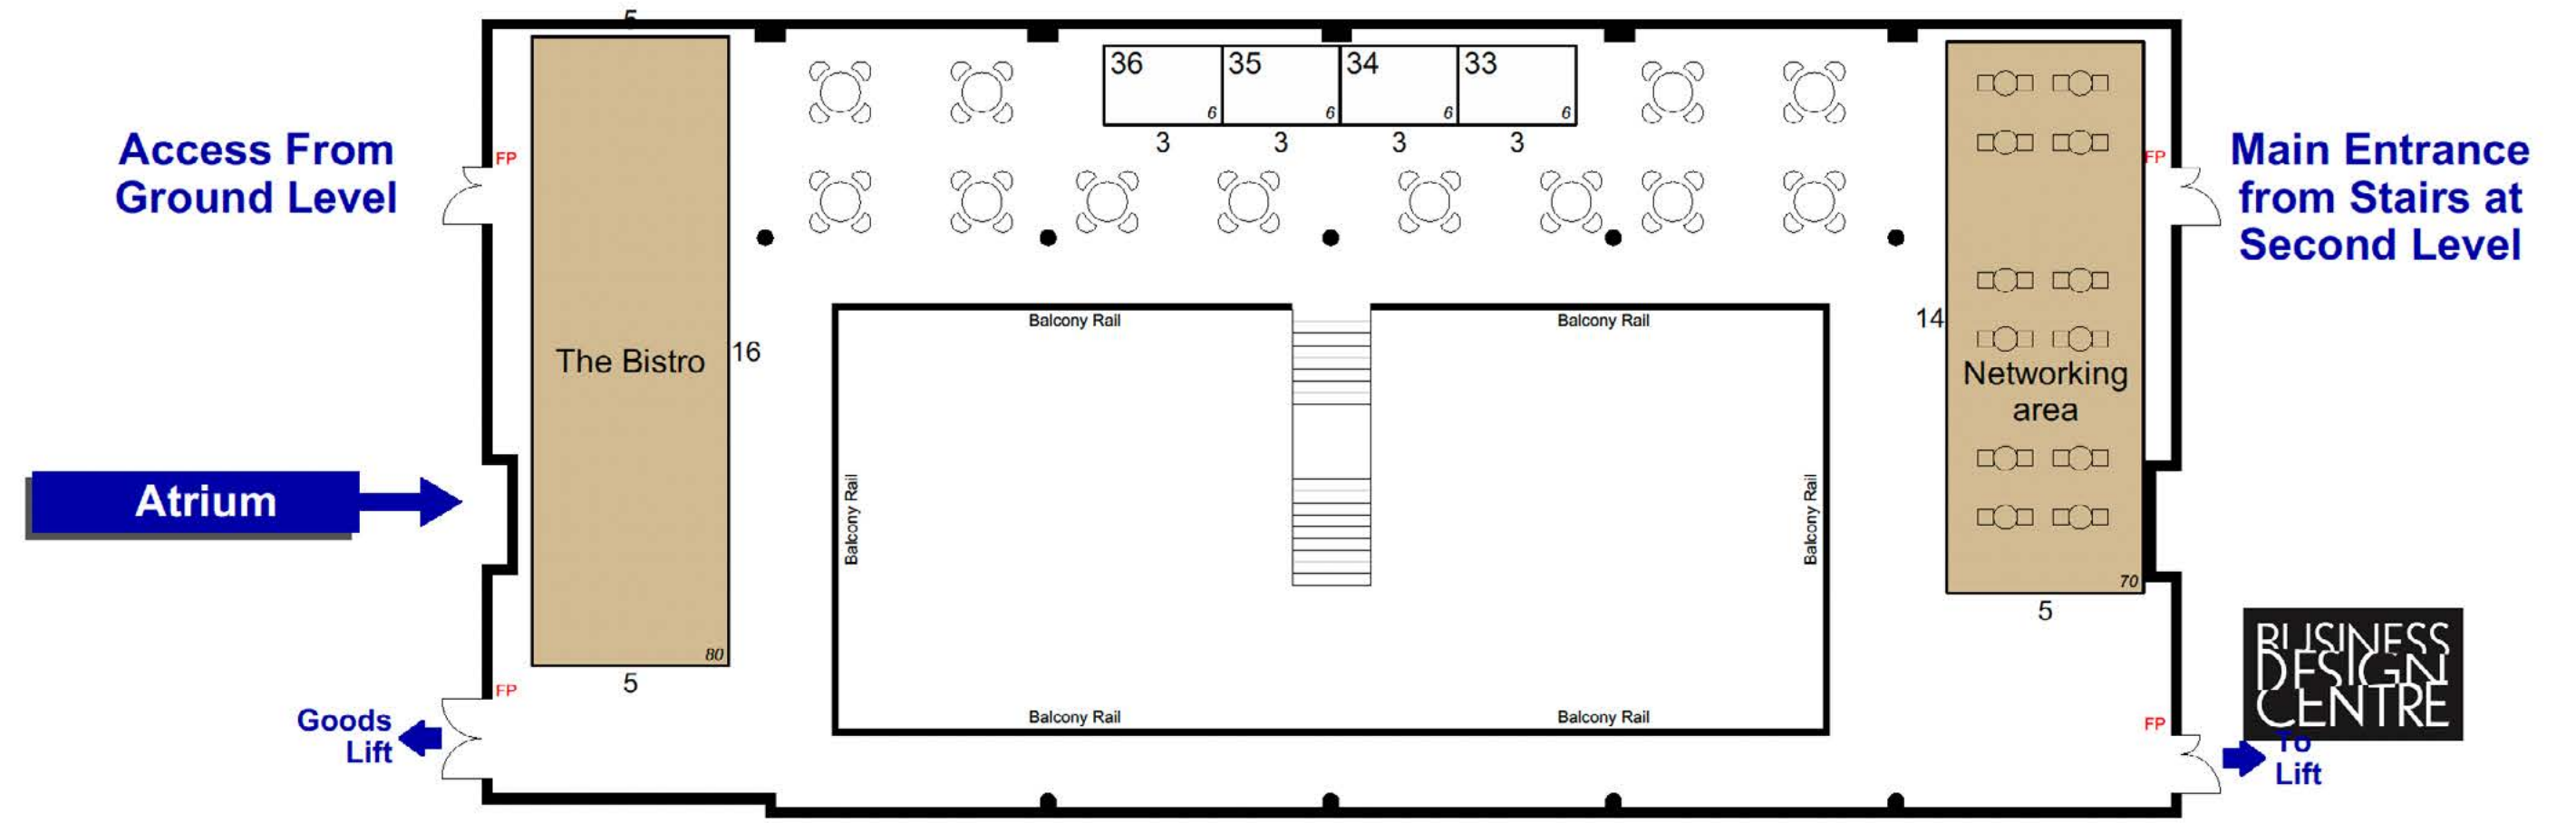 5
36
35
34
33
6
6
6
6
3
3
3
3
Access From
Ground Level
FP
FP
Main Entrance
from Stairs at
Second Level
Balcony Rail
Balcony Rail
14
The Bistro
16
Networking
area
Atrium
Balcony Rail
Balcony Rail
70
5
80
5
FP
Goods
Lift
Balcony Rail
Balcony Rail
FP
BUSINESS
DESIGN
CENTRE
To
Lift